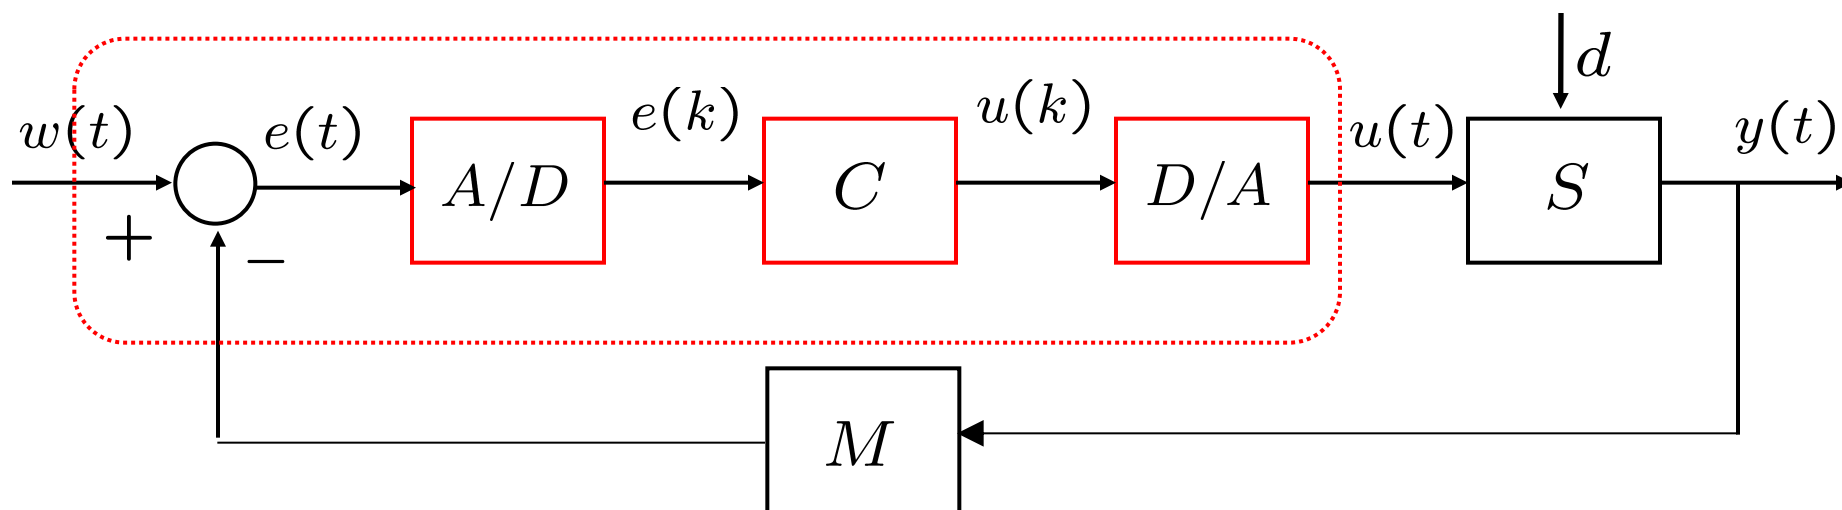 d
w(t) e(t) e(k) u(k) u(t) y(t)
A/D C D/A S
+ −
M